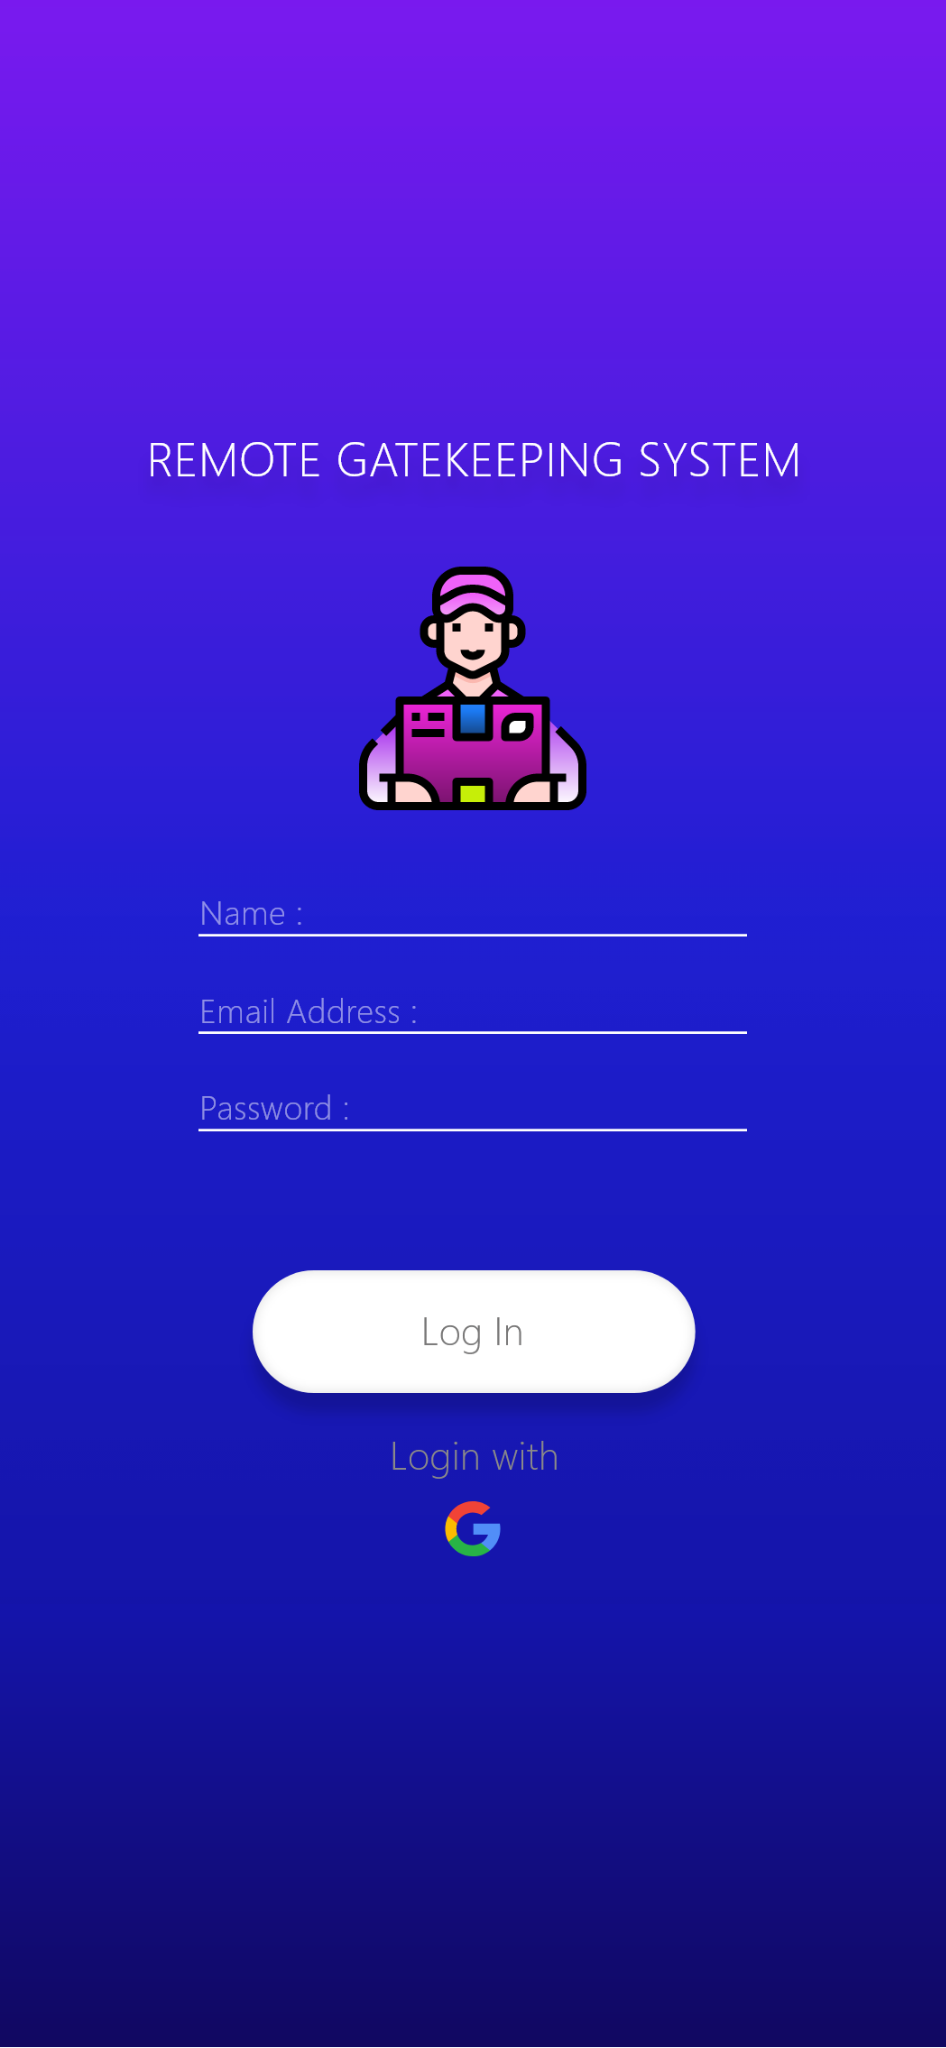 REMOTE GATEKEEPING SYSTEM
Name :
Email Address :
Password :
Log In
Login with